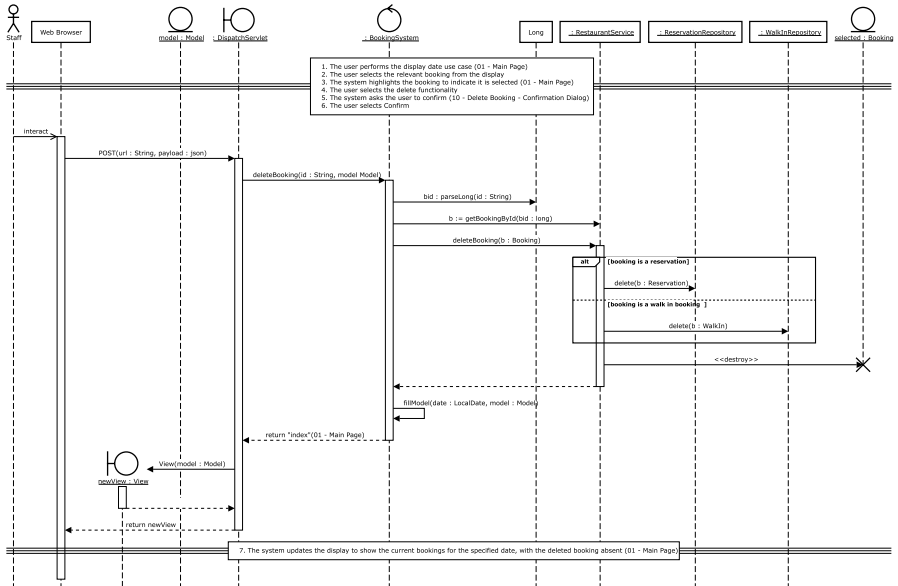 Staff
Web Browser
model : Model
: DispatchServlet
: BookingSystem
Long
: RestaurantService
: ReservationRepository
: WalkInRepository
selected : Booking
1. The user performs the display date use case (01 - Main Page)
2. The user selects the relevant booking from the display
3. The system highlights the booking to indicate it is selected (01 - Main Page)
4. The user selects the delete functionality
5. The system asks the user to confirm (10 - Delete Booking - Confirmation Dialog)
6. The user selects Confirm
interact
POST(url : String, payload : json)
deleteBooking(id : String, model Model)
bid : parseLong(id : String)
b := getBookingById(bid : long)
deleteBooking(b : Booking)
alt
[booking is a reservation]
delete(b : Reservation)
[booking is a walk in booking ]
delete(b : WalkIn)
<<destroy>>
fillModel(date : LocalDate, model : Model)
return "index"(01 - Main Page)
View(model : Model)
newView : View
return newView
7. The system updates the display to show the current bookings for the specified date, with the deleted booking absent (01 - Main Page)